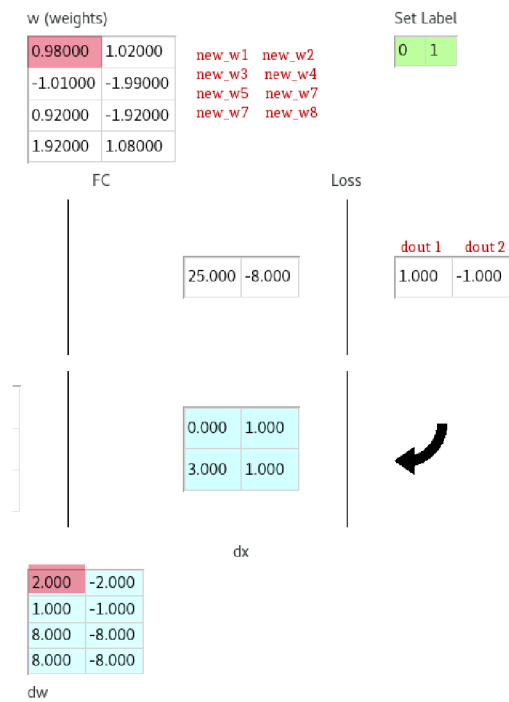 w (weights)
Set Label
0.98000 1.02000
-1.01000 -1.99000
0.92000 -1.92000
1.92000 1.08000
new_w1 new_w2
new_w3 new_w4
new_w5 new_w7
new_w7 new_w8
0 1
FC
Loss
dout 1 dout 2
25.000 -8.000
1.000 -1.000
0.000 1.000
3.000 1.000
dx
2.000 -2.000
1.000 -1.000
8.000 -8.000
8.000 -8.000
dw